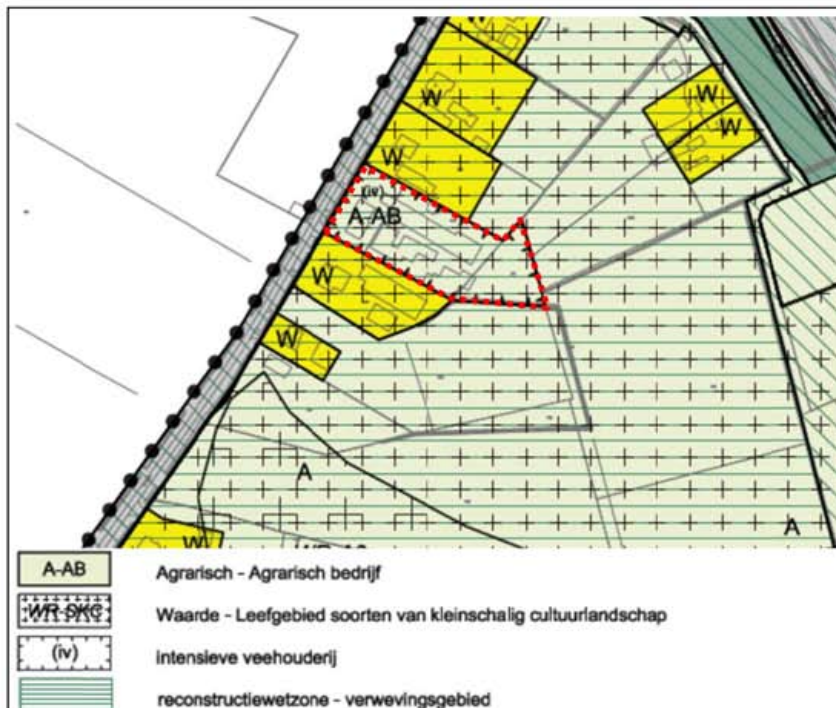 W
W
W
W
W
(iv)
A-AB
W
W
A
A
W
A-AB Agrarisch - Agrarisch bedrijf
WR-SKC Waarde - Leefgebied soorten van kleinschalig cultuurlandschap
(iv) intensieve veehouderij
reconstructiewetzone - verwevingsgebied